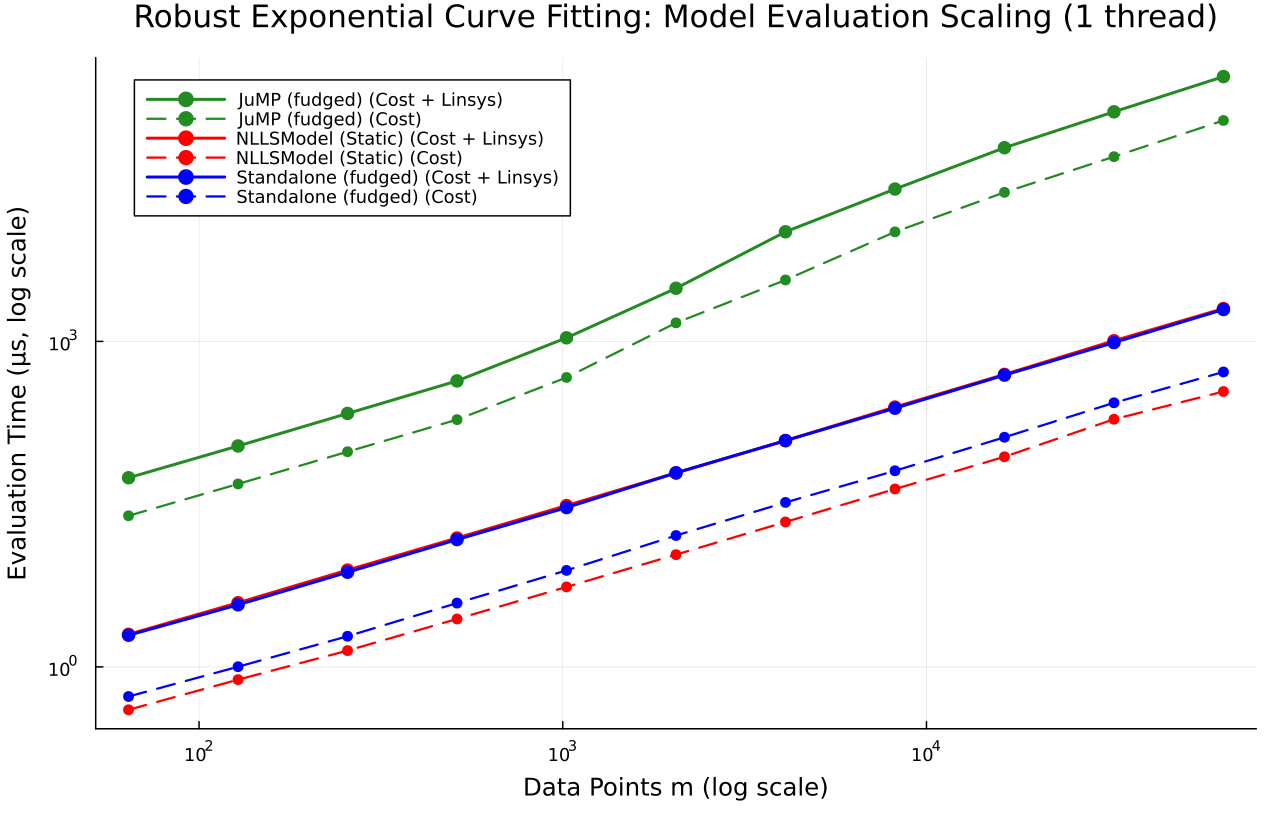 Robust Exponential Curve Fitting: Model Evaluation Scaling (1 thread)
JuMP (fudged) (Cost + Linsys)
JuMP (fudged) (Cost)
NLLSModel (Static) (Cost + Linsys)
NLLSModel (Static) (Cost)
Standalone (fudged) (Cost + Linsys)
Standalone (fudged) (Cost)
Evaluation Time (μs, log scale)
10³
10⁰
10² 10³ 10⁴
Data Points m (log scale)